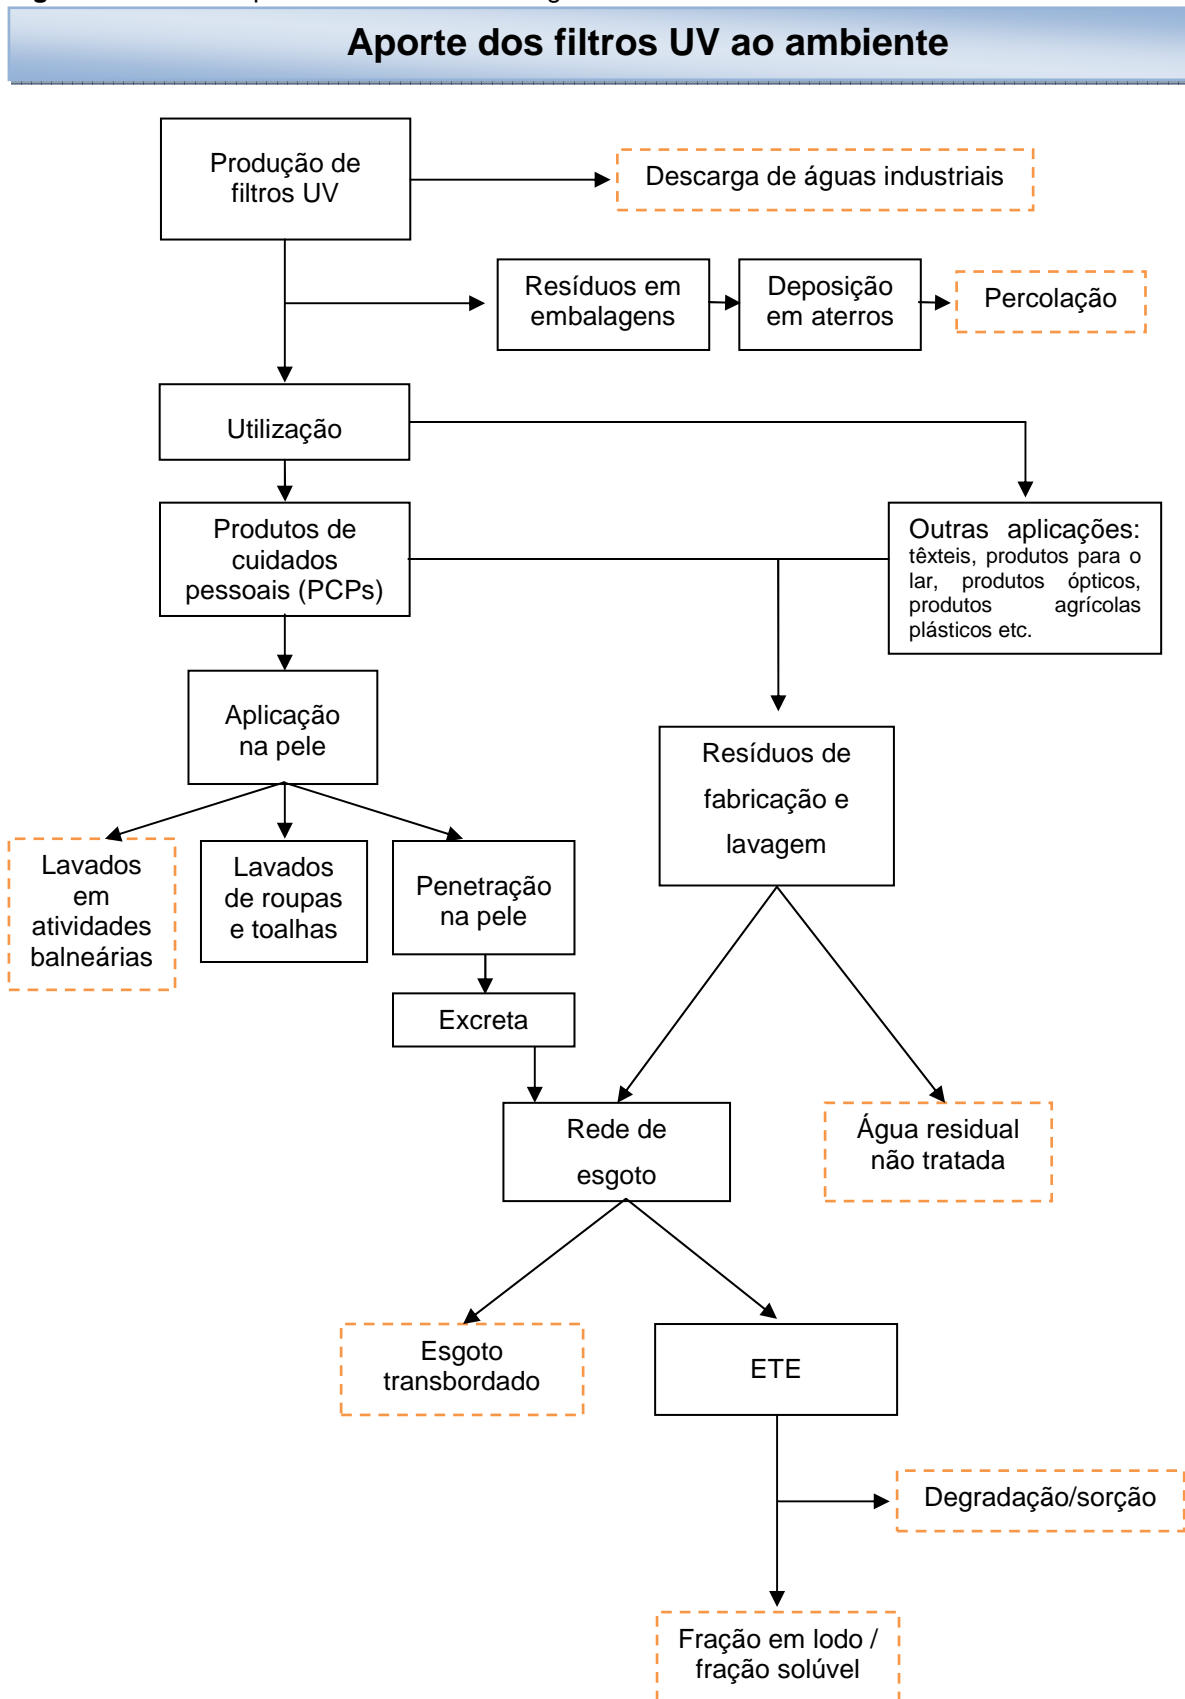 Aporte dos filtros UV ao ambiente
Produção de
filtros UV
Descarga de águas industriais
Resíduos em
embalagens
Deposição
em aterros
Percolação
Utilização
Produtos de
cuidados
pessoais (PCPs)
Outras aplicações:
têxteis, produtos para o
lar, produtos ópticos,
produtos agrícolas
plásticos etc.
Aplicação
na pele
Resíduos de
fabricação e
lavagem
Lavados
em
atividades
balneárias
Lavados
de roupas
e toalhas
Penetração
na pele
Excreta
Rede de
esgoto
Água residual
não tratada
Esgoto
transbordado
ETE
Degradação/sorção
Fração em lodo /
fração solúvel